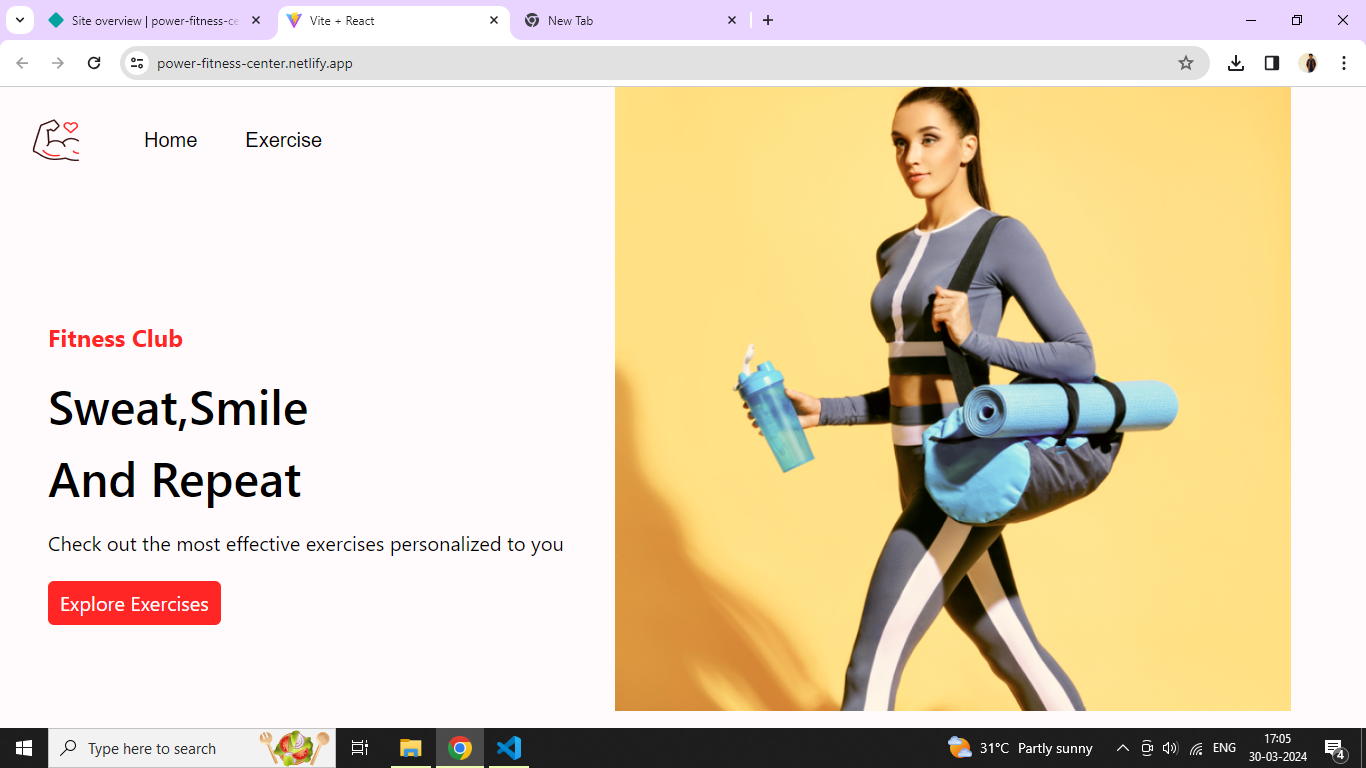 Site overview | power-fitness-ce
Vite + React
New Tab
power-fitness-center.netlify.app
Home
Exercise
Fitness Club
Sweat,Smile
And Repeat
Check out the most effective exercises personalized to you
Explore Exercises
Type here to search
31°C Partly sunny
ENG
17:05
30-03-2024
4